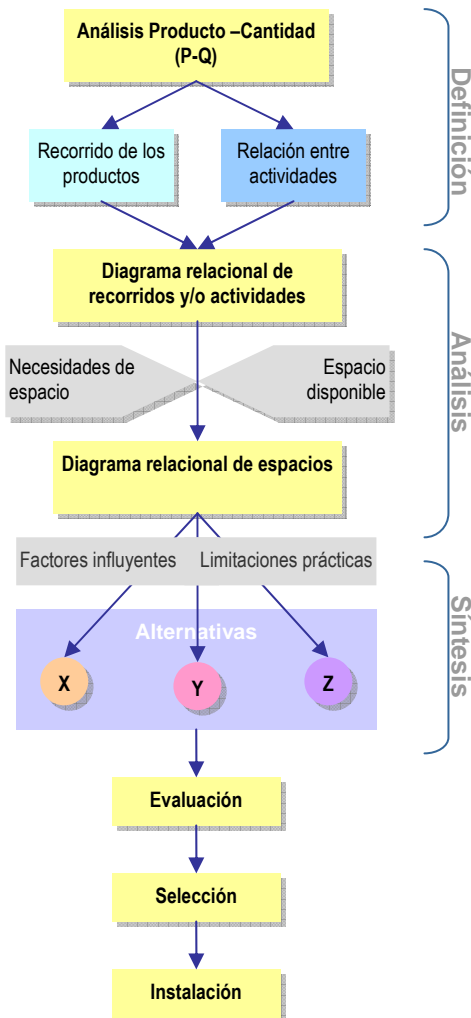 Análisis Producto –Cantidad
(P-Q)
Definición
Recorrido de los
productos
Relación entre
actividades
Diagrama relacional de
recorridos y/o actividades
Análisis
Necesidades de
espacio
Espacio
disponible
Diagrama relacional de espacios
Factores influyentes
Limitaciones prácticas
Síntesis
Alternativas
X
Y
Z
Evaluación
Selección
Instalación